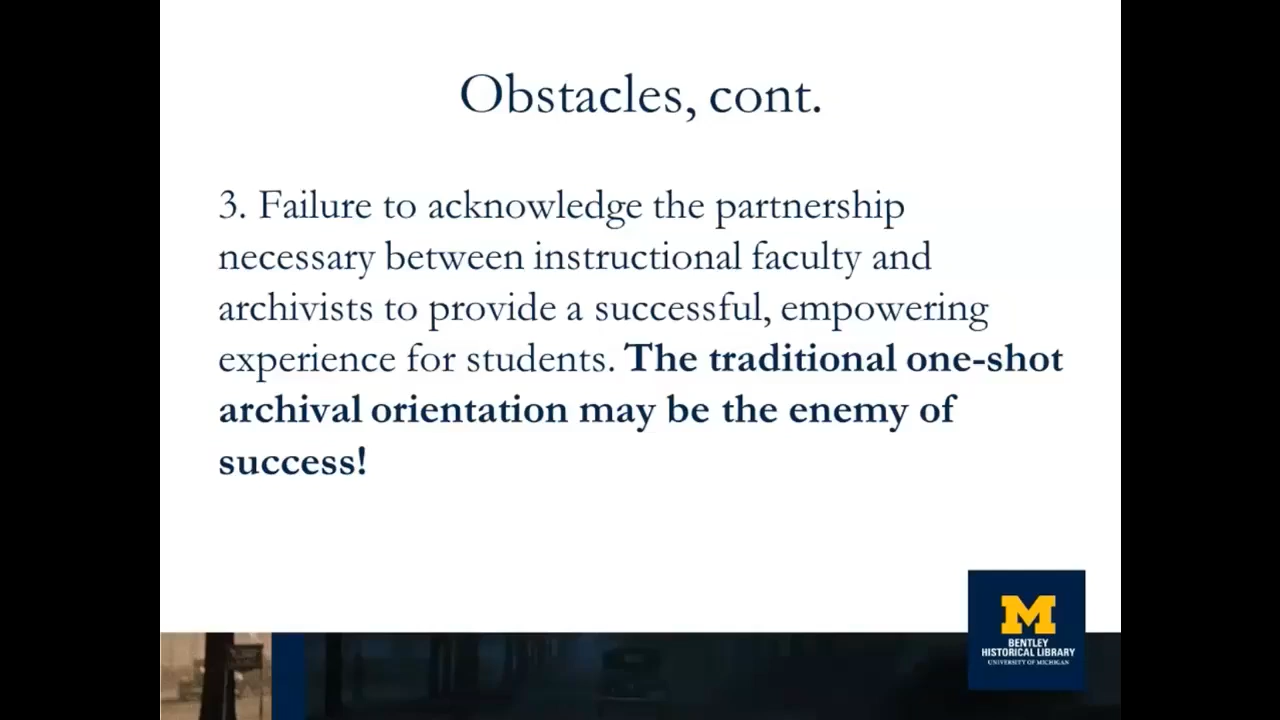 Obstacles, cont.
3. Failure to acknowledge the partnership
necessary between instructional faculty and
archivists to provide a successful, empowering
experience for students. The traditional one-shot
archival orientation may be the enemy of
success!
M
BENTLEY
HISTORICAL LIBRARY
UNIVERSITY OF MICHIGAN